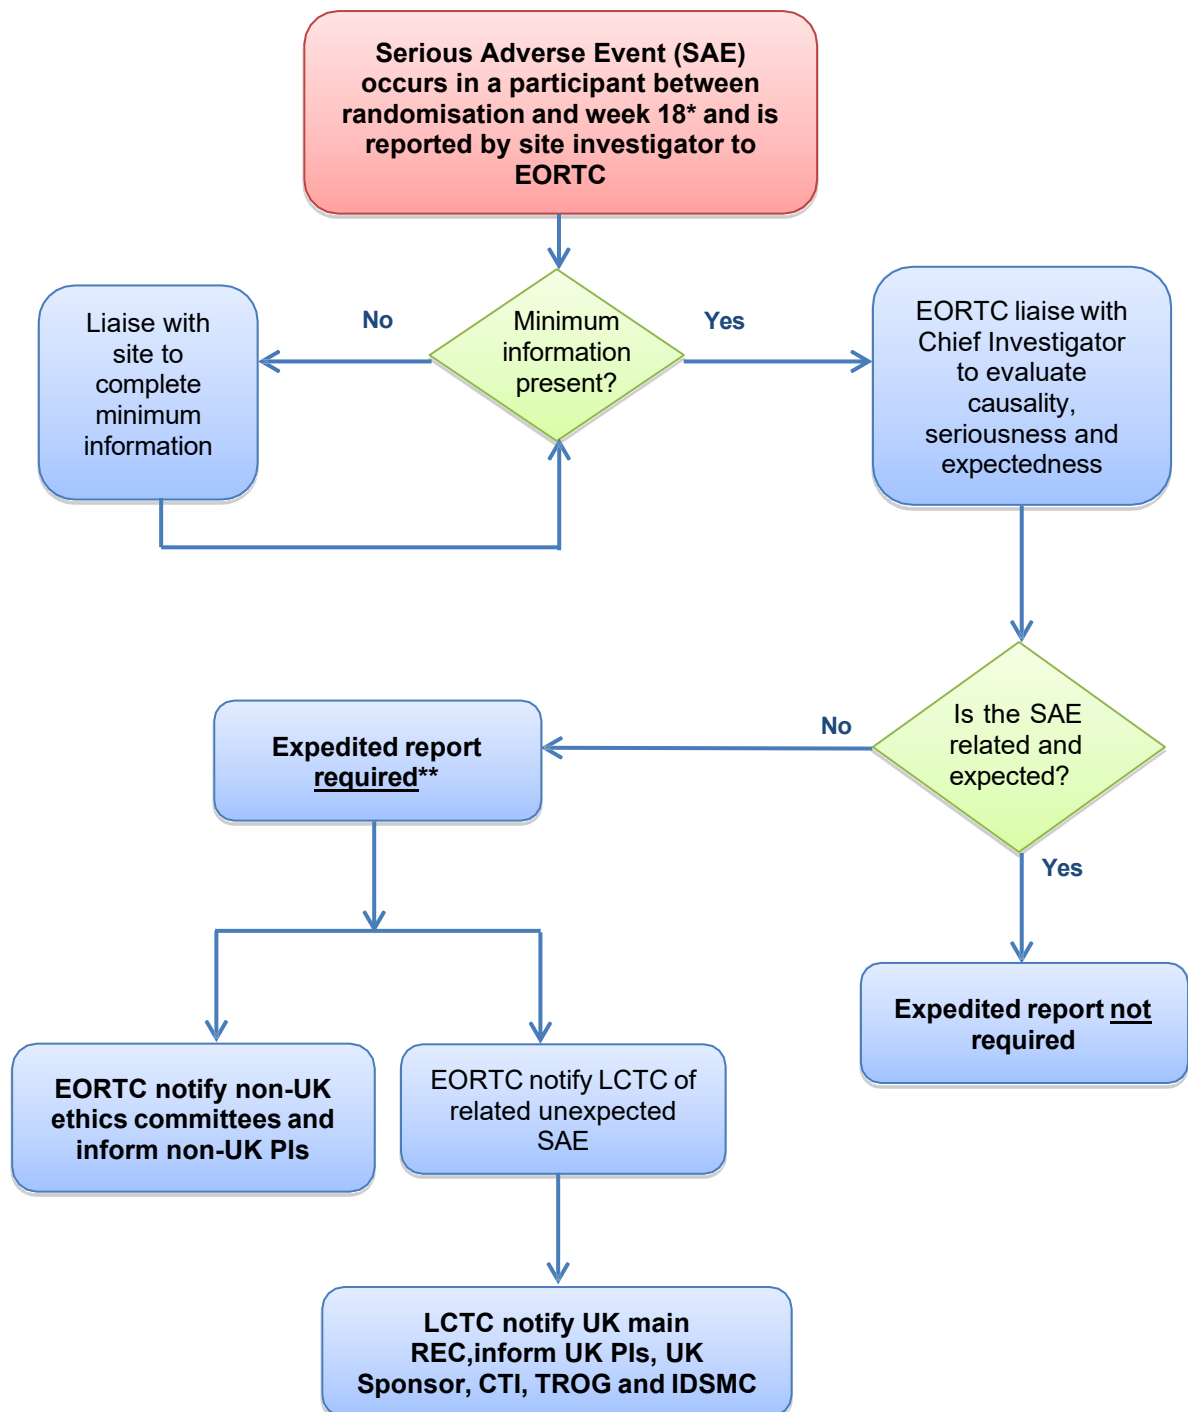 Serious Adverse Event (SAE)
occurs in a participant between
randomisation and week 18* and is
reported by site investigator to
EORTC
No
Minimum
information
present?
Yes
Liaise with
site to
complete
minimum
information
EORTC liaise with
Chief Investigator
to evaluate
causality,
seriousness and
expectedness
Is the SAE
related and
expected?
No
Yes
Expedited report
required**
Expedited report not
required
EORTC notify non-UK
ethics committees and
inform non-UK PIs
EORTC notify LCTC of
related unexpected
SAE
LCTC notify UK main
REC,inform UK PIs, UK
Sponsor, CTI, TROG and IDSMC